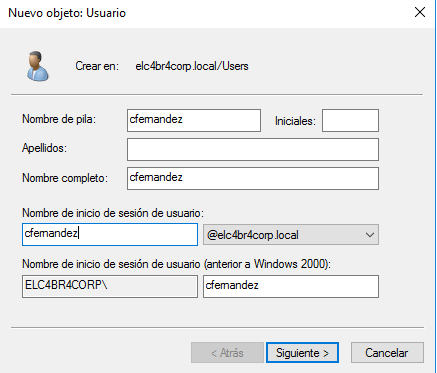 Nuevo objeto: Usuario
Crear en: elc4br4corp.local/Users
Nombre de pila: cfernandez Iniciales:
Apellidos:
Nombre completo: cfernandez
Nombre de inicio de sesión de usuario:
cfernandez @elc4br4corp.local
Nombre de inicio de sesión de usuario (anterior a Windows 2000):
ELC4BR4CORP\ cfernandez
< Atrás Siguiente > Cancelar